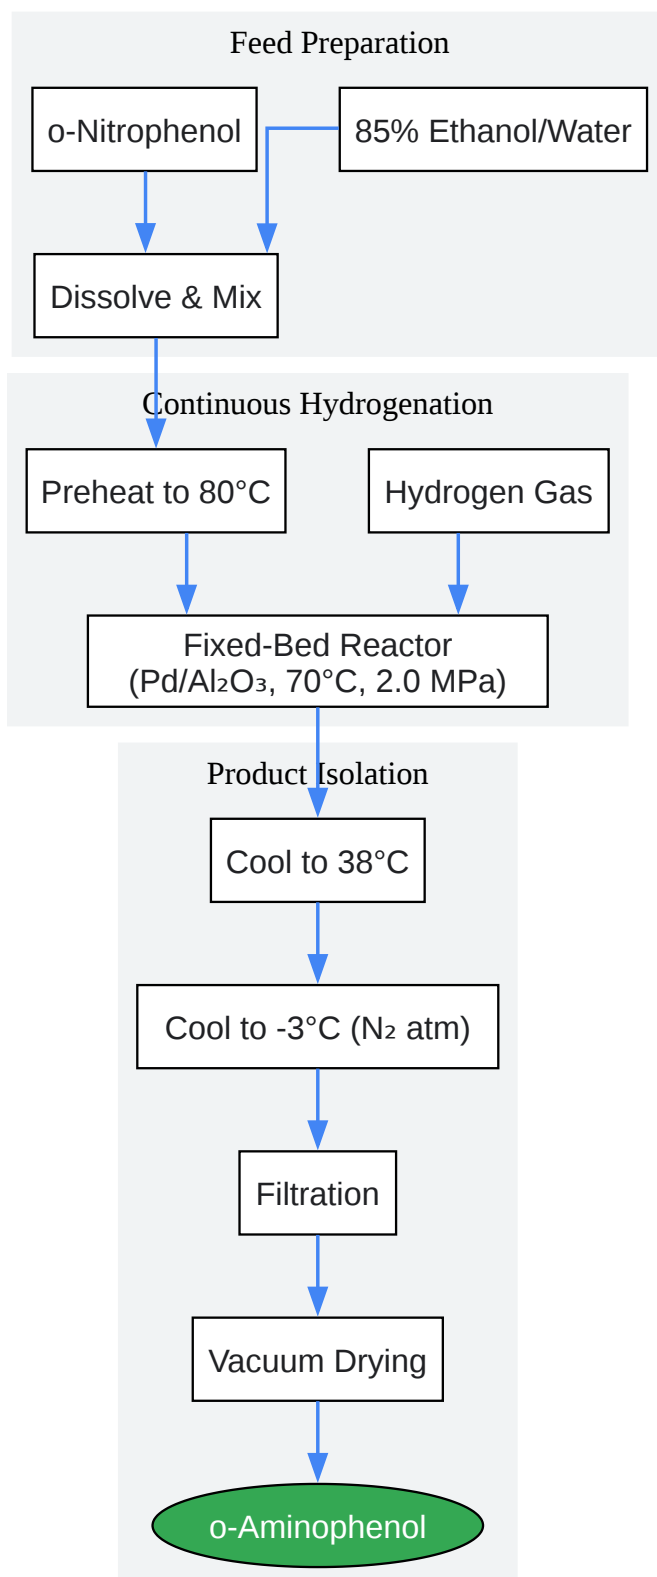 Feed Preparation
o-Nitrophenol
85% Ethanol/Water
Dissolve & Mix
Continuous Hydrogenation
Preheat to 80°C
Hydrogen Gas
Fixed-Bed Reactor
(Pd/Al₂O₃, 70°C, 2.0 MPa)
Product Isolation
Cool to 38°C
Cool to -3°C (N₂ atm)
Filtration
Vacuum Drying
o-Aminophenol